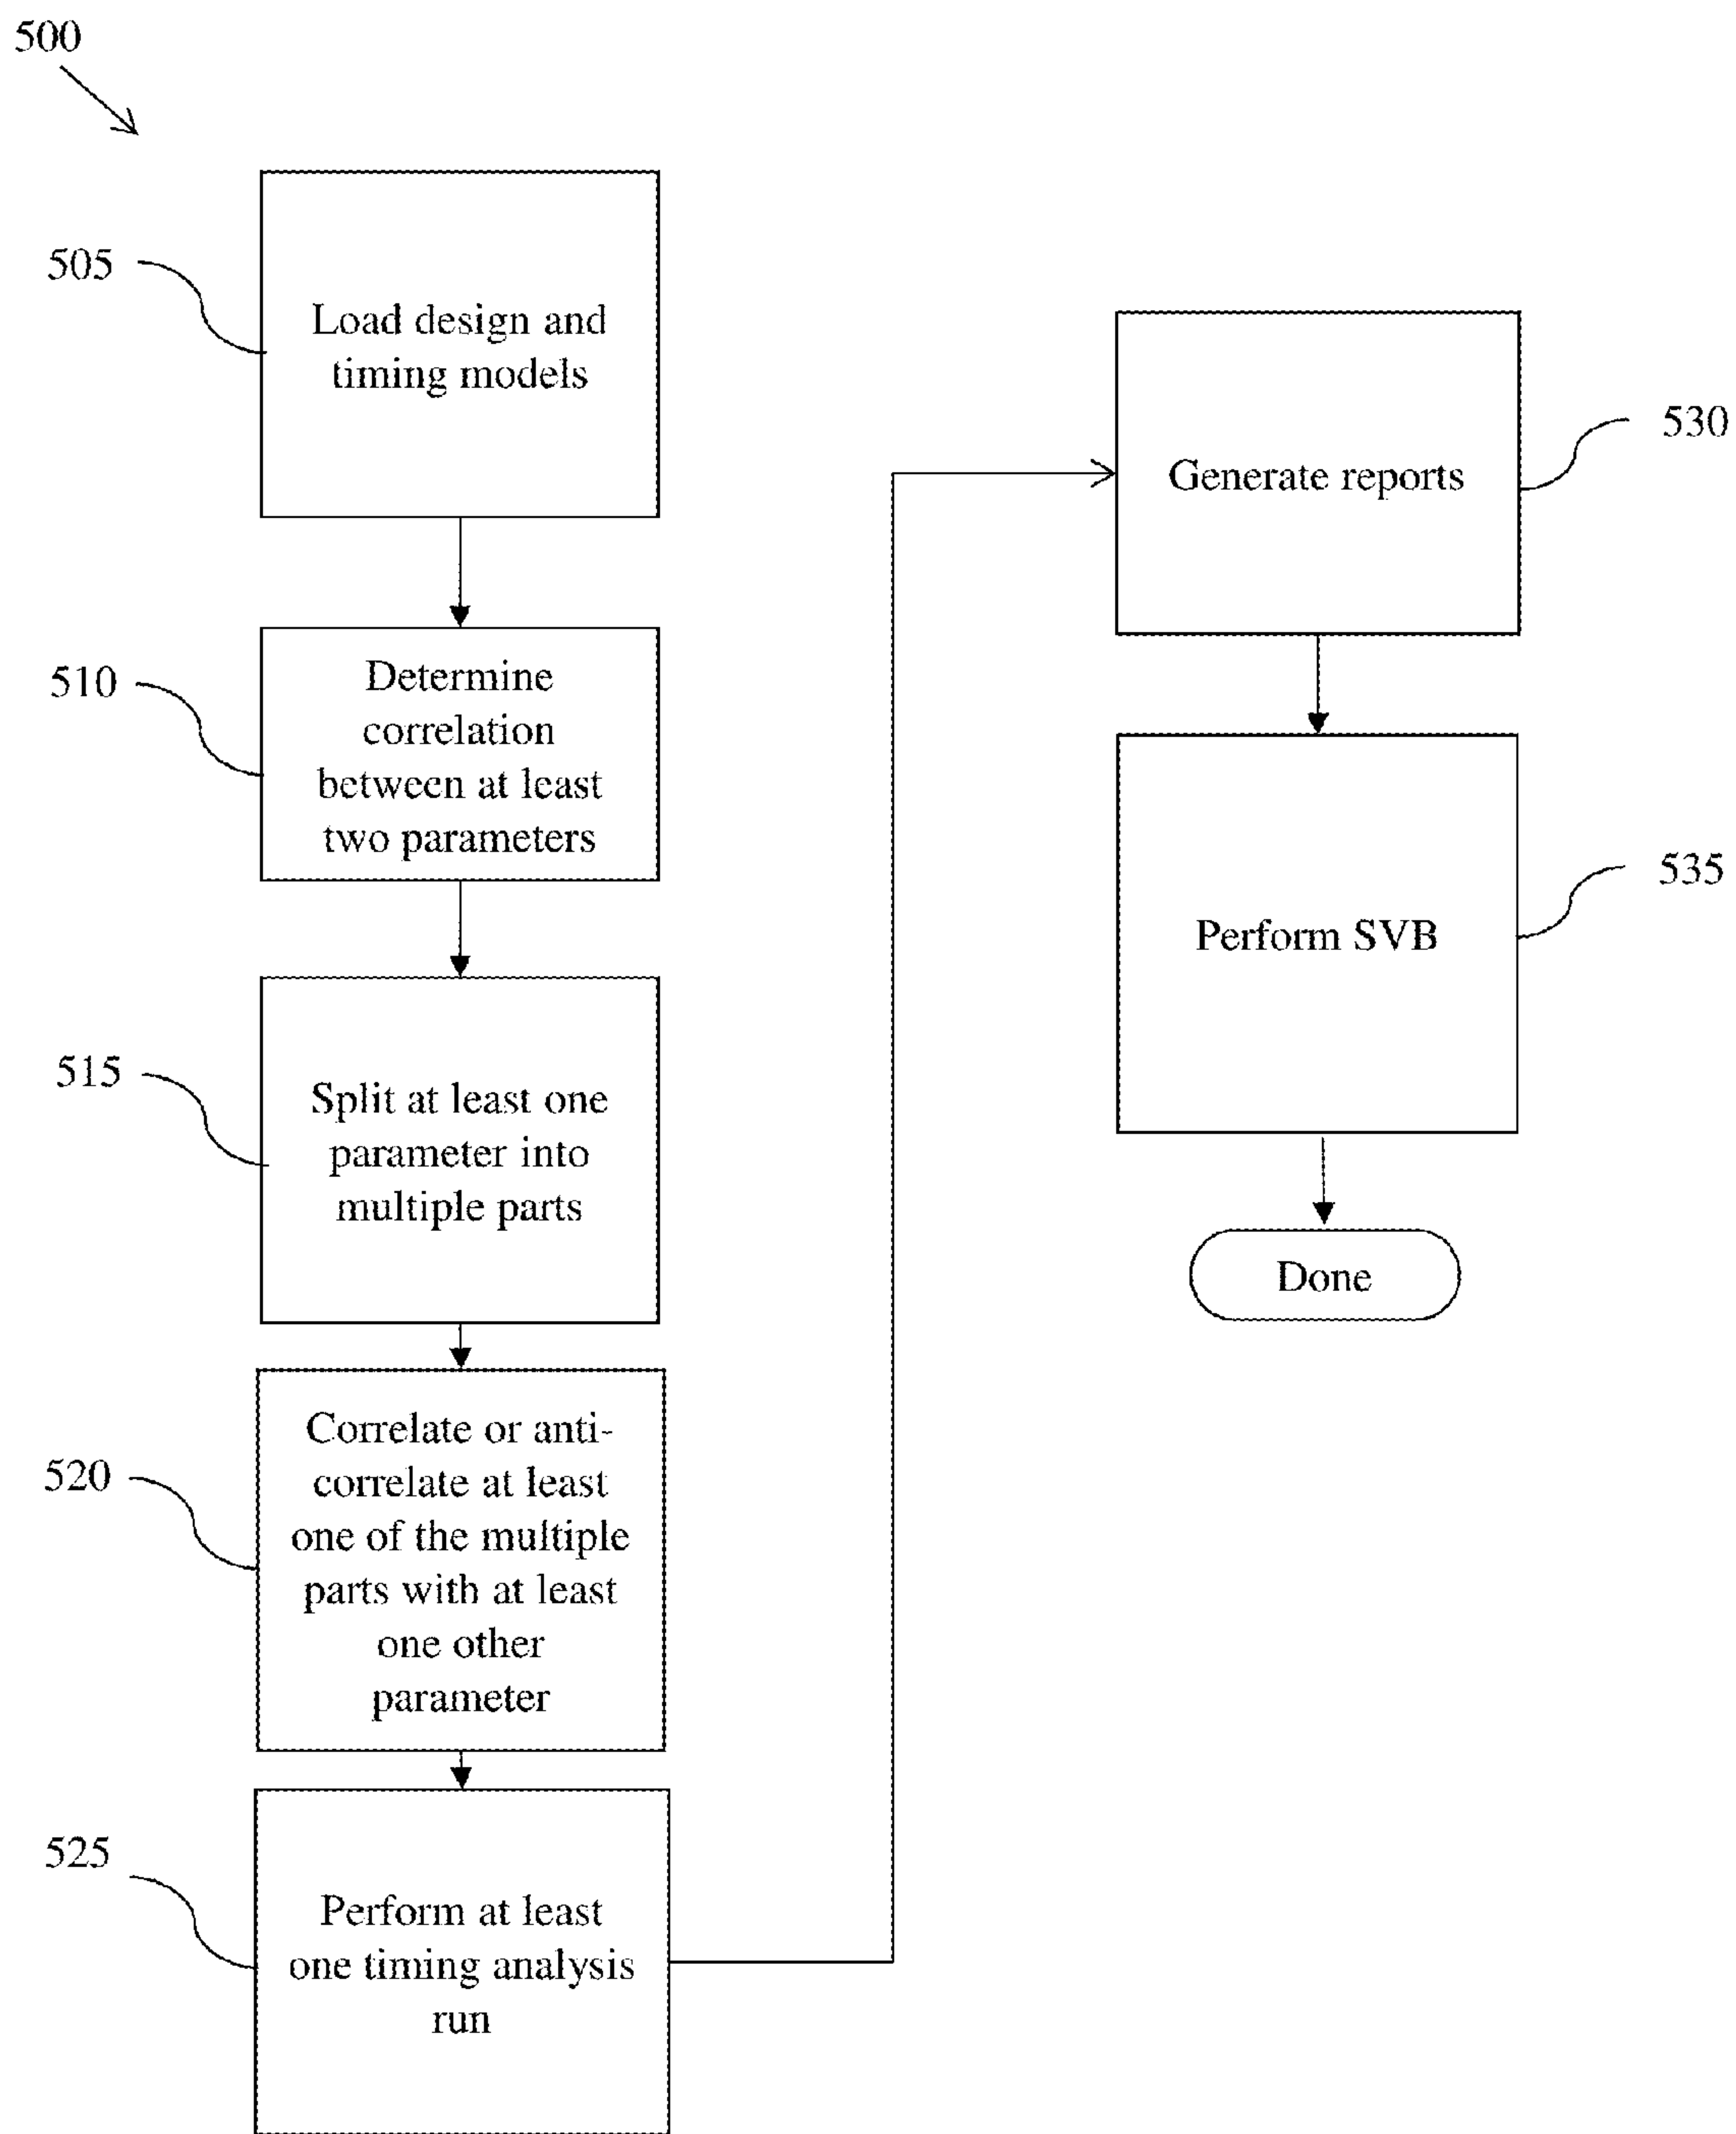 500
505
Load design and
timing models
510
Determine
correlation
between at least
two parameters
515
Split at least one
parameter into
multiple parts
520
Correlate or anti-
correlate at least
one of the multiple
parts with at least
one other
parameter
525
Perform at least
one timing analysis
run
530
Generate reports
535
Perform SVB
Done